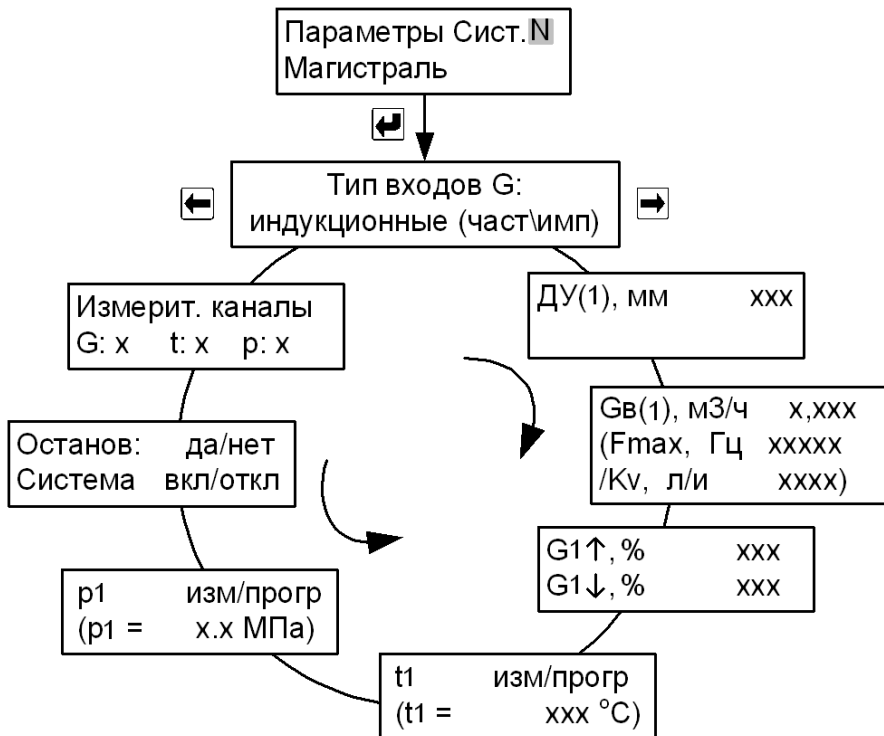 Параметры Сист.N
Магистраль
Тип входов G:
индукционные (част\имп)
ДУ(1), мм xxx
Gв(1), м3/ч x,xxx
(Fmax, Гц xxxxx
/Kv, л/и xxxx)
G1↑,% xxx
G1↓,% xxx
t1 изм/прогр
(t1 = xxx °C)
p1 изм/прогр
(p1 = x.x МПа)
Останов: да/нет
Система вкл/откл
Измерит. каналы
G: x t: x p: x